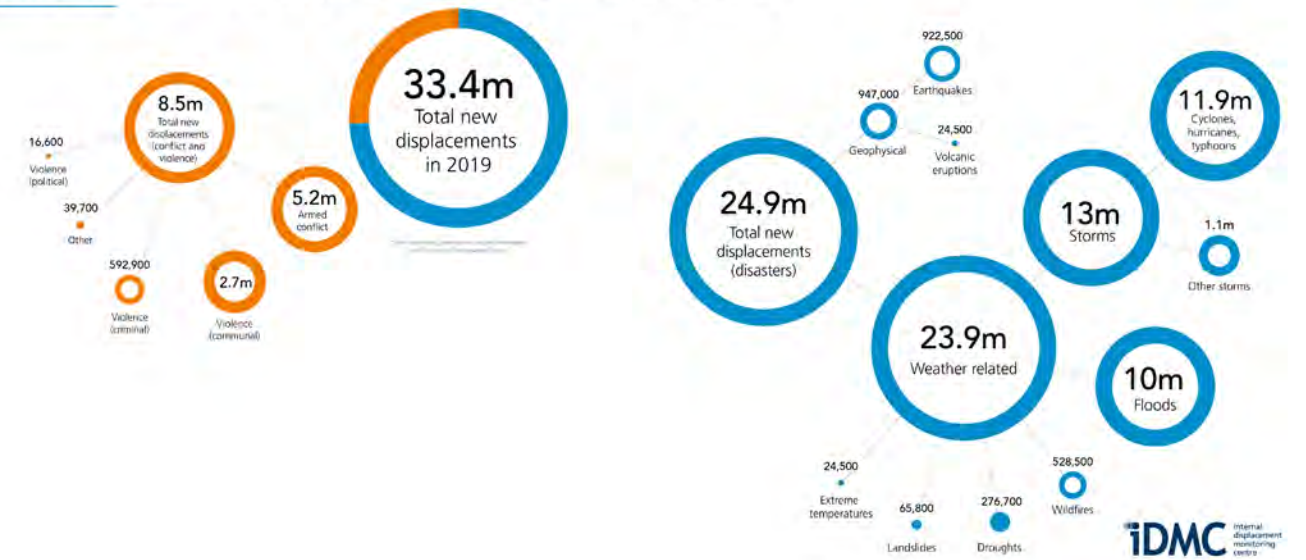 33.4m
Total new
displacements
in 2019
8.5m
Total new
displacements
(conflict and
violence)
16,600
Violence
(political)
39,700
Other
592,900
Violence
(criminal)
2.7m
Violence
(communal)
5.2m
Armed
conflict
24.9m
Total new
displacements
(disasters)
947,000
Geophysical
922,500
Earthquakes
24,500
Volcanic
eruptions
23.9m
Weather related
13m
Storms
11.9m
Cyclones,
hurricanes,
typhoons
1.1m
Other storms
10m
Floods
528,500
Wildfires
276,700
Droughts
65,800
Landslides
24,500
Extreme
temperatures
iDMC
internal
displacement
monitoring
centre